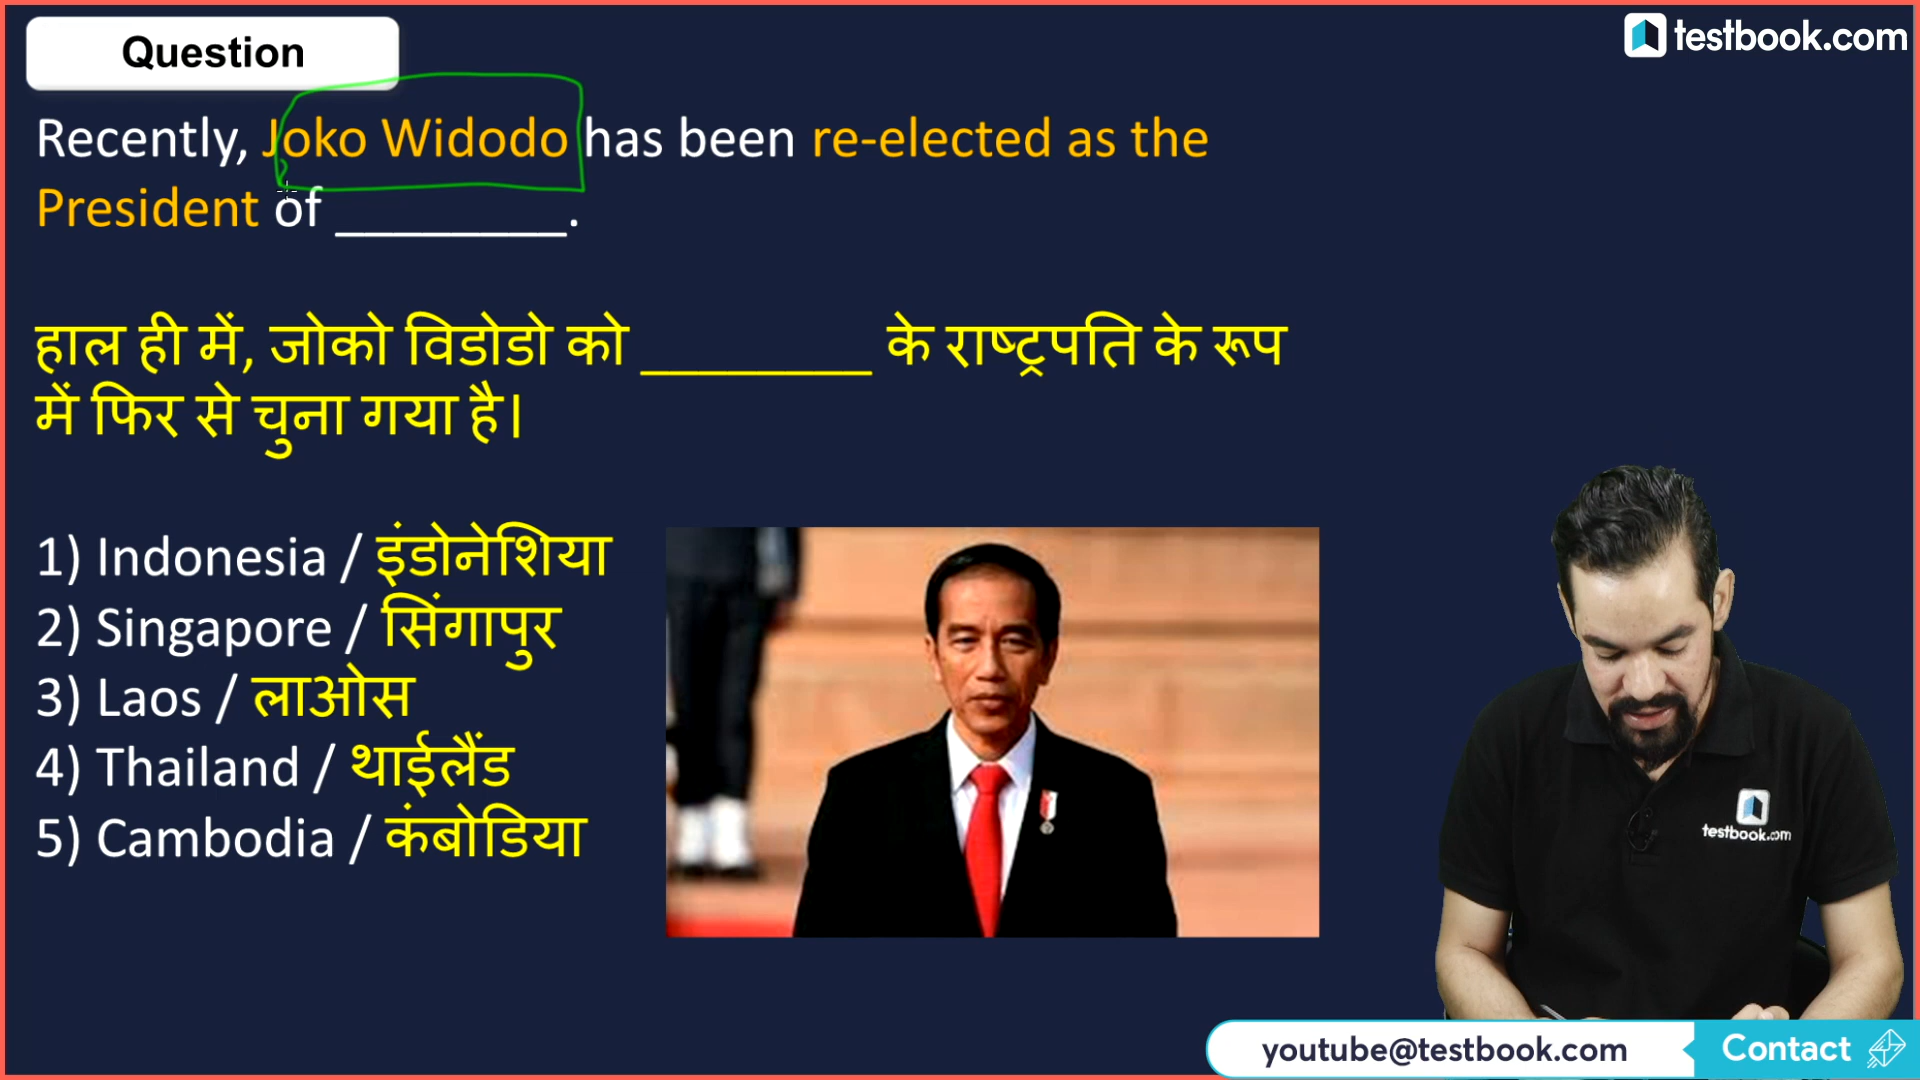 Question
testbook.com
Recently, Joko Widodo has been re-elected as the
President of ________.
हाल ही में, जोको विडोडो को ________ के राष्ट्रपति के रूप
में फिर से चुना गया है।
1) Indonesia / इंडोनेशिया
2) Singapore / सिंगापुर
3) Laos / लाओस
4) Thailand / थाईलैंड
5) Cambodia / कंबोडिया
testbook.com
youtube@testbook.com
Contact